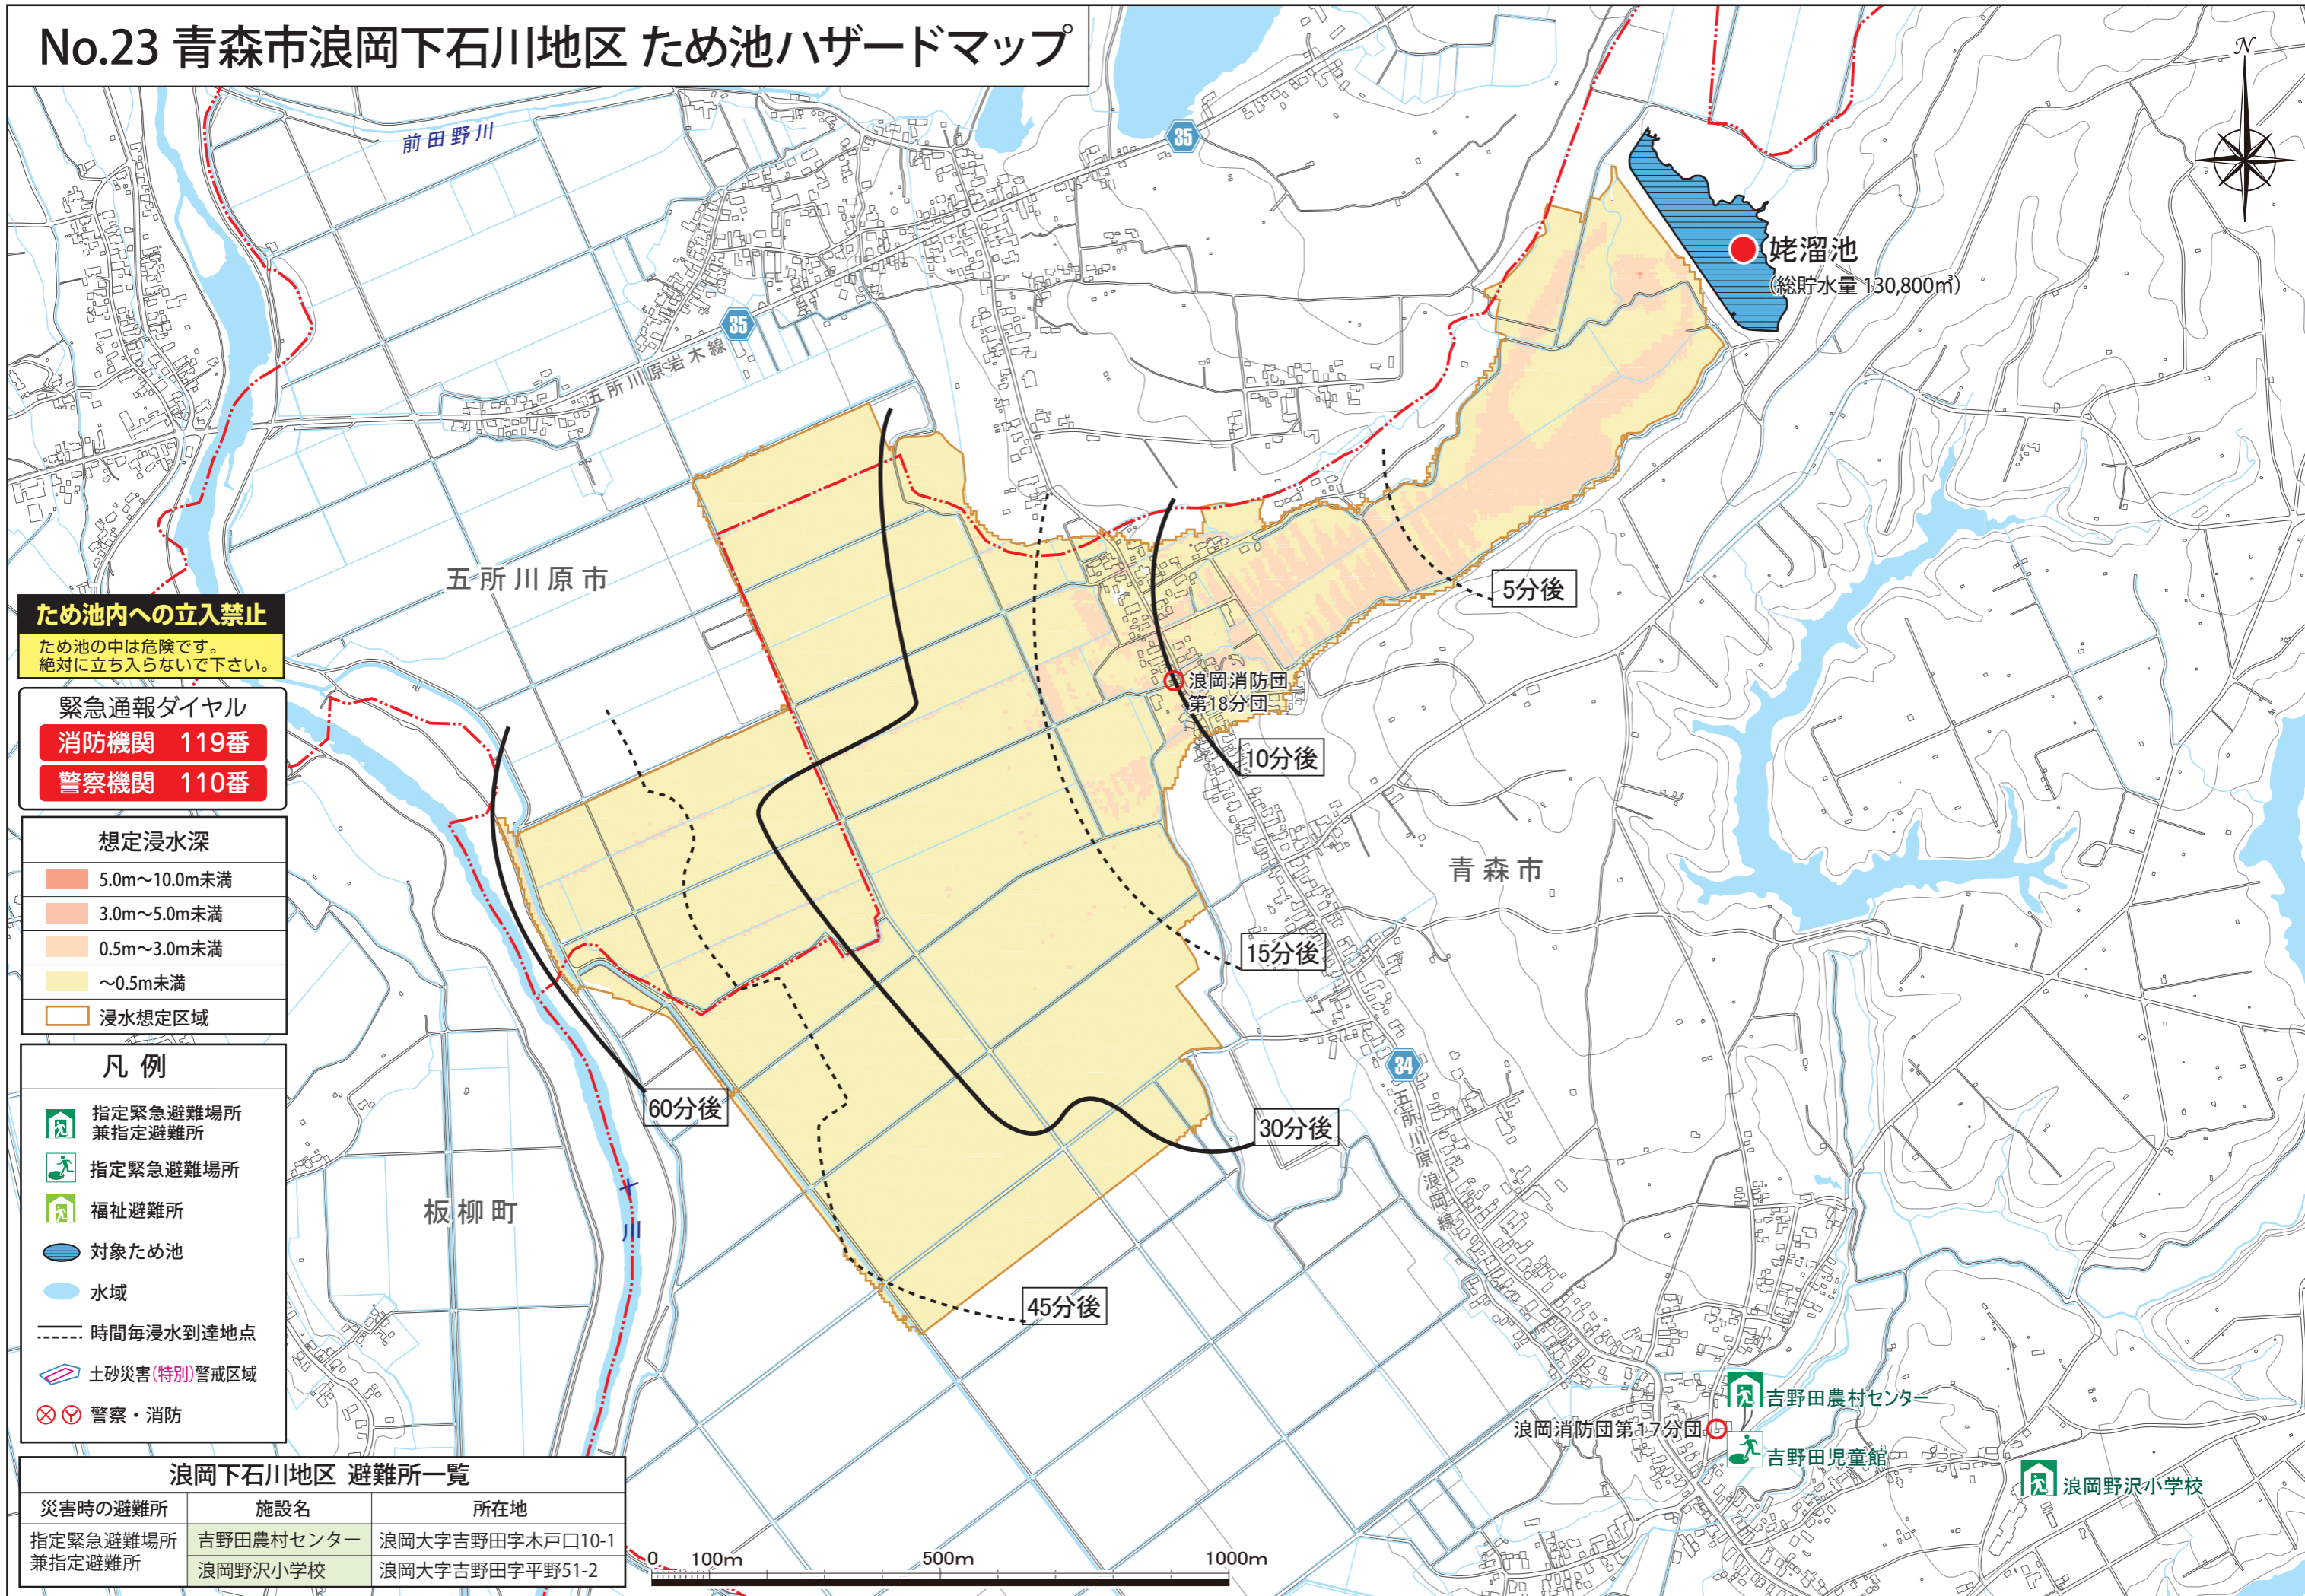 No.23 青森市浪岡下石川地区 ため池ハザードマップ
N
前田野川
35
35
五所川原岩木線
姥溜池
(総貯水量 130,800㎥)
五所川原市
ため池内への立入禁止
ため池の中は危険です。
絶対に立ち入らないで下さい。
緊急通報ダイヤル
消防機関 119番
警察機関 110番
想定浸水深
5.0m～10.0m未満
3.0m～5.0m未満
0.5m～3.0m未満
～0.5m未満
浸水想定区域
凡 例
指定緊急避難場所
兼指定避難所
指定緊急避難場所
福祉避難所
対象ため池
水域
時間毎浸水到達地点
土砂災害(特別)警戒区域
警察・消防
5分後
浪岡消防団
第18分団
10分後
青森市
15分後
34
五所川原浪岡線
60分後
30分後
板柳町
十川
45分後
吉野田農村センター
浪岡消防団第17分団
吉野田児童館
浪岡野沢小学校
浪岡下石川地区 避難所一覧
災害時の避難所 施設名 所在地
指定緊急避難場所
兼指定避難所
吉野田農村センター 浪岡大字吉野田字木戸口10-1
浪岡野沢小学校 浪岡大字吉野田字平野51-2
0 100m 500m 1000m